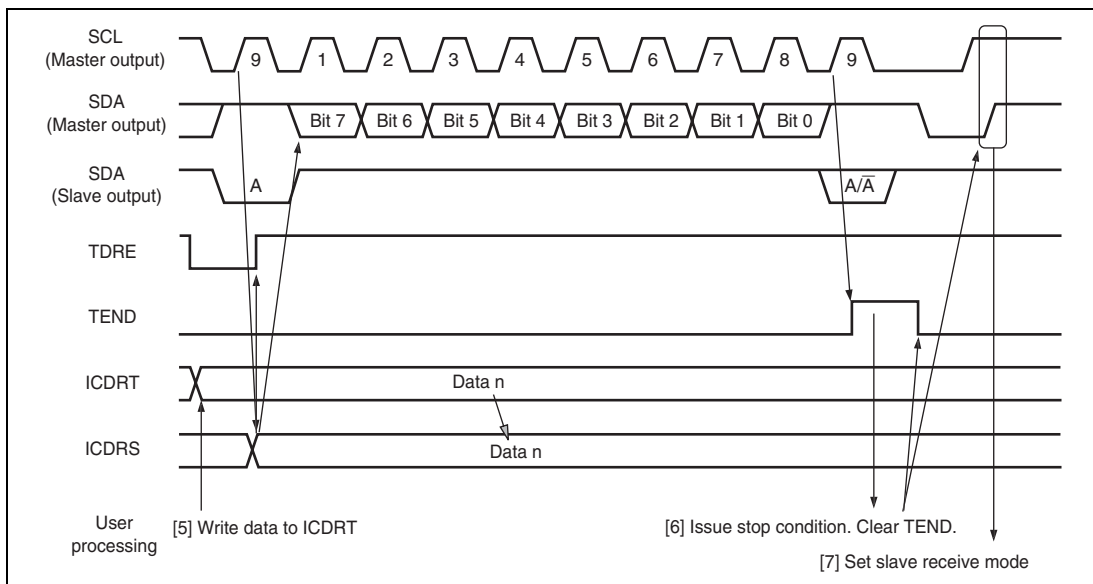 SCL
(Master output)
9 1 2 3 4 5 6 7 8 9
SDA
(Master output)
Bit 7 Bit 6 Bit 5 Bit 4 Bit 3 Bit 2 Bit 1 Bit 0
SDA
(Slave output)
A A/A̅
TDRE
TEND
ICDRT
Data n
ICDRS
Data n
User
processing
[5] Write data to ICDRT
[6] Issue stop condition. Clear TEND.
[7] Set slave receive mode